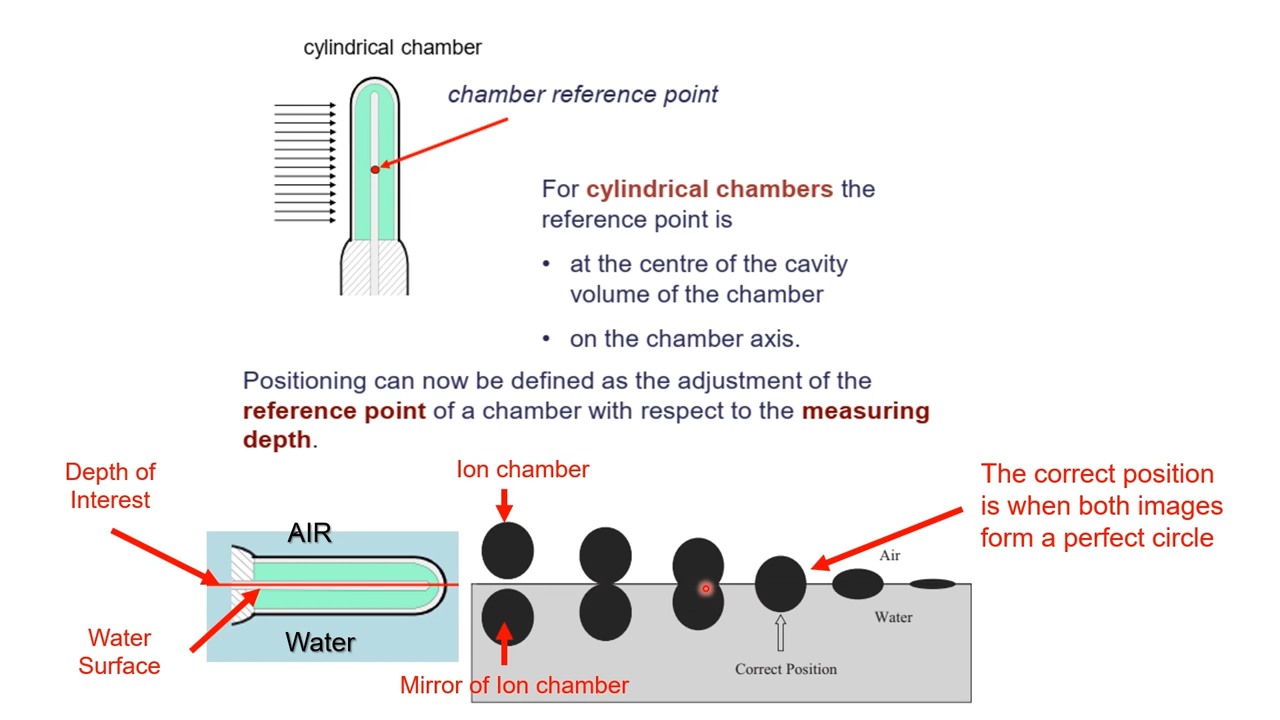 cylindrical chamber
chamber reference point
For cylindrical chambers the
reference point is
• at the centre of the cavity
volume of the chamber
• on the chamber axis.
Positioning can now be defined as the adjustment of the
reference point of a chamber with respect to the measuring
depth.
Depth of
Interest
AIR
Water
Water
Surface
Ion chamber
Mirror of Ion chamber
The correct position
is when both images
form a perfect circle
Air
Water
Correct Position